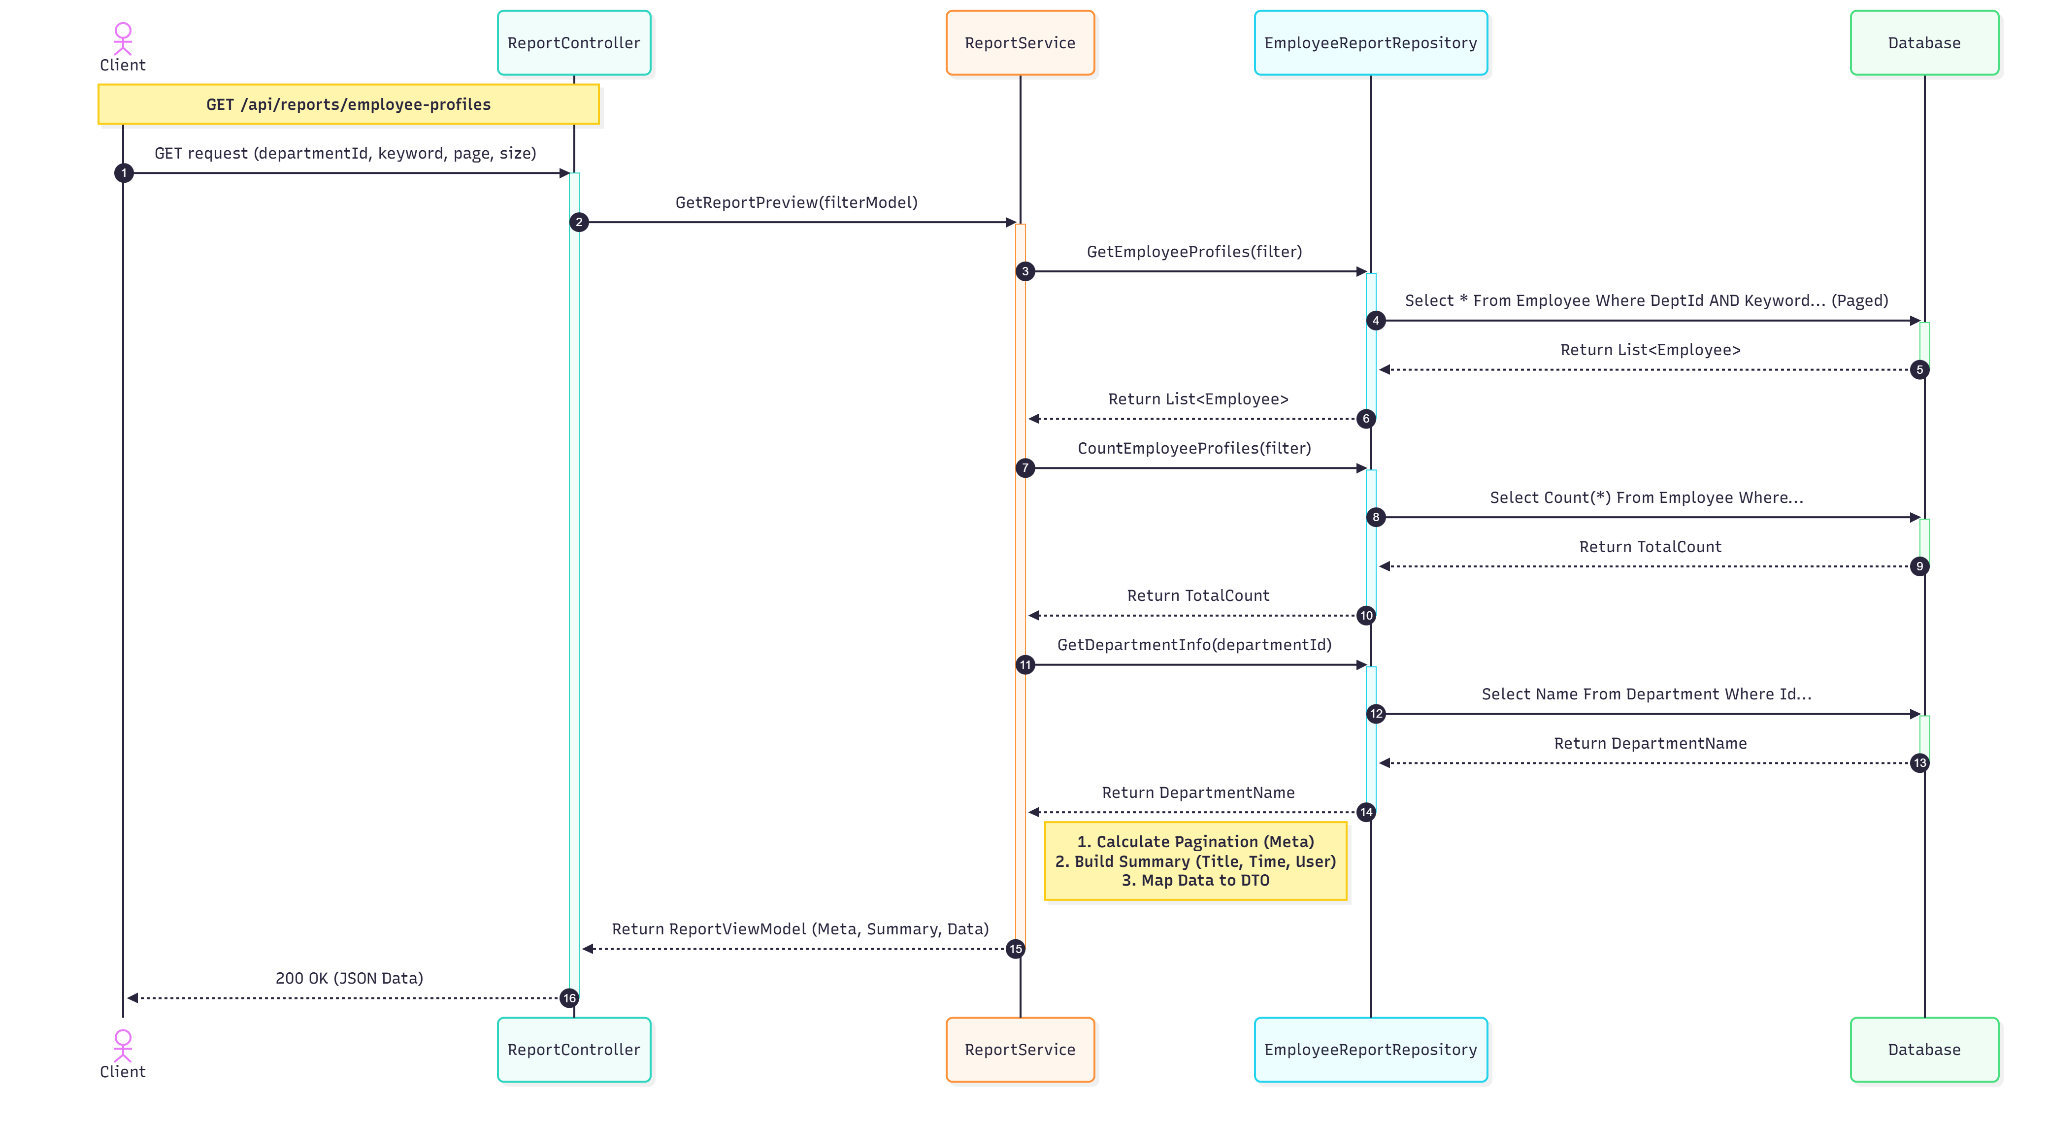 Client
ReportController
ReportService
EmployeeReportRepository
Database
GET /api/reports/employee-profiles
GET request (departmentId, keyword, page, size)
1
GetReportPreview(filterModel)
2
GetEmployeeProfiles(filter)
3
Select * From Employee Where DeptId AND Keyword... (Paged)
4
Return List<Employee>
5
Return List<Employee>
6
CountEmployeeProfiles(filter)
7
Select Count(*) From Employee Where...
8
Return TotalCount
9
Return TotalCount
10
GetDepartmentInfo(departmentId)
11
Select Name From Department Where Id...
12
Return DepartmentName
13
Return DepartmentName
14
1. Calculate Pagination (Meta)
2. Build Summary (Title, Time, User)
3. Map Data to DTO
Return ReportViewModel (Meta, Summary, Data)
15
200 OK (JSON Data)
16
Client
ReportController
ReportService
EmployeeReportRepository
Database